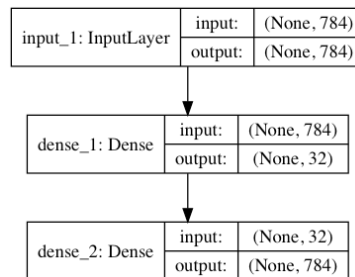 input_1: InputLayer
input: (None, 784)
output: (None, 784)
dense_1: Dense
input: (None, 784)
output: (None, 32)
dense_2: Dense
input: (None, 32)
output: (None, 784)